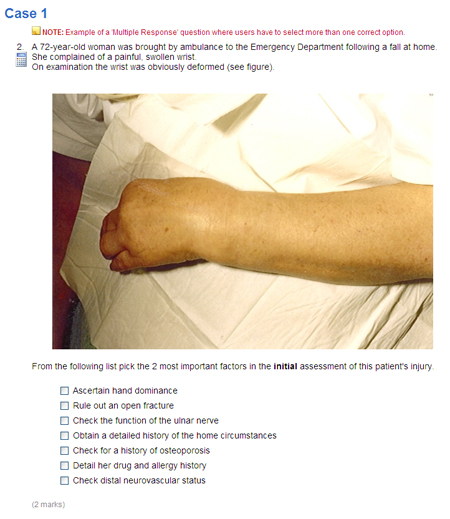 Case 1
NOTE: Example of a 'Multiple Response' question where users have to select more than one correct option.
2. A 72-year-old woman was brought by ambulance to the Emergency Department following a fall at home.
She complained of a painful, swollen wrist.
On examination the wrist was obviously deformed (see figure).
From the following list pick the 2 most important factors in the initial assessment of this patient's injury.
Ascertain hand dominance
Rule out an open fracture
Check the function of the ulnar nerve
Obtain a detailed history of the home circumstances
Check for a history of osteoporosis
Detail her drug and allergy history
Check distal neurovascular status
(2 marks)